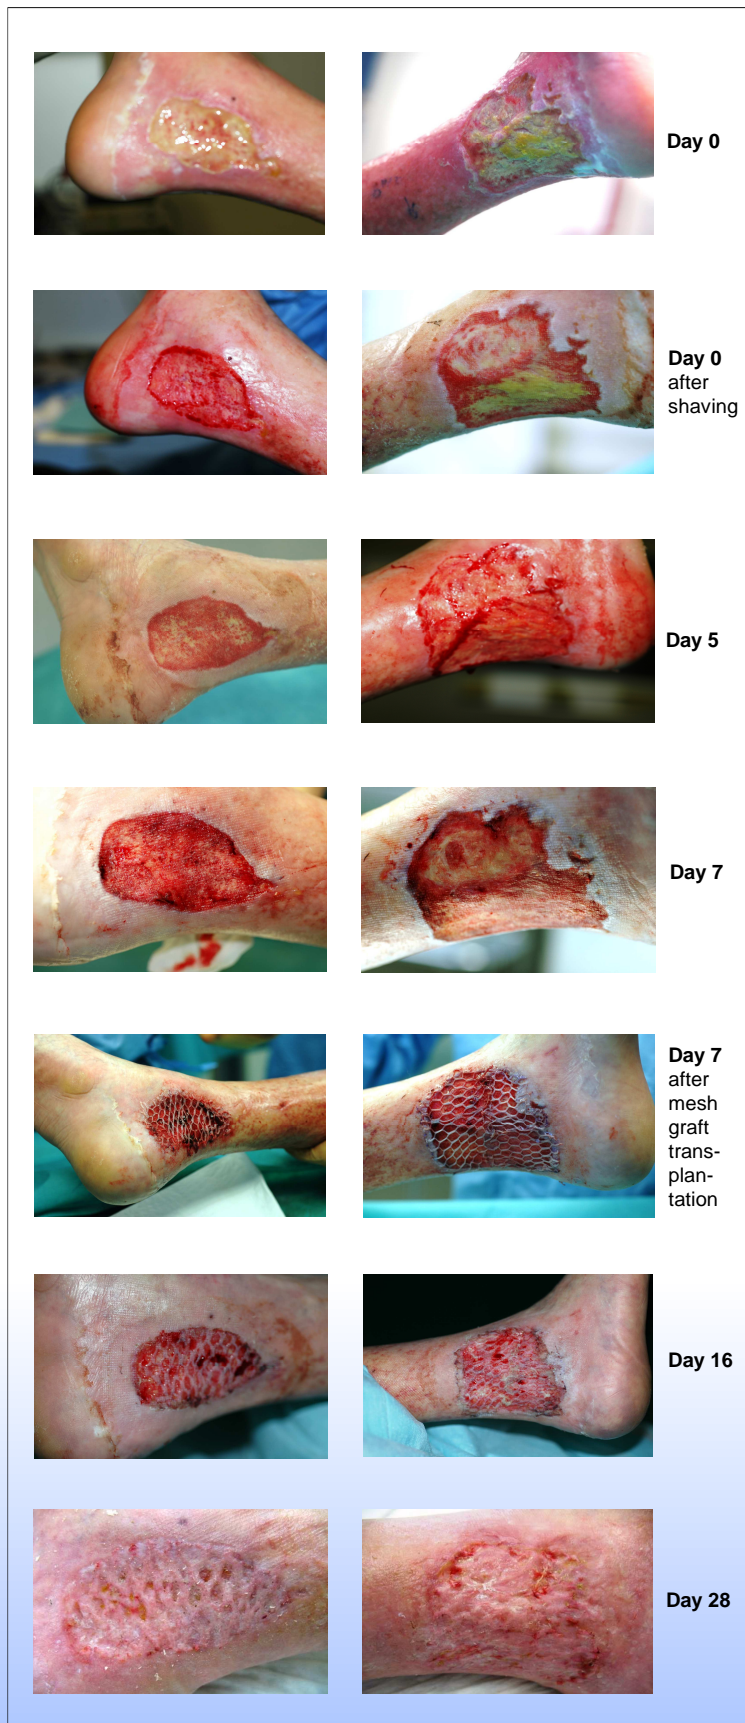 Day 0
Day 0
after
shaving
Day 5
Day 7
Day 7
after
mesh
graft
trans-
plan-
tation
Day 16
Day 28